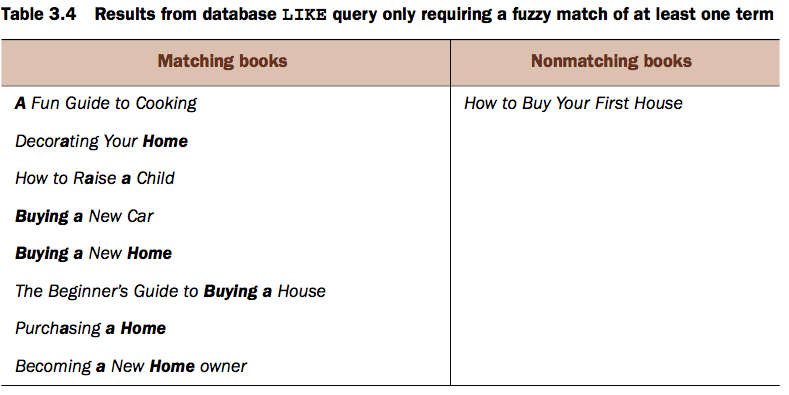 Table 3.4 Results from database LIKE query only requiring a fuzzy match of at least one term
Matching books
Nonmatching books
A Fun Guide to Cooking
How to Buy Your First House
Decorating Your Home
How to Raise a Child
Buying a New Car
Buying a New Home
The Beginner's Guide to Buying a House
Purchasing a Home
Becoming a New Home owner